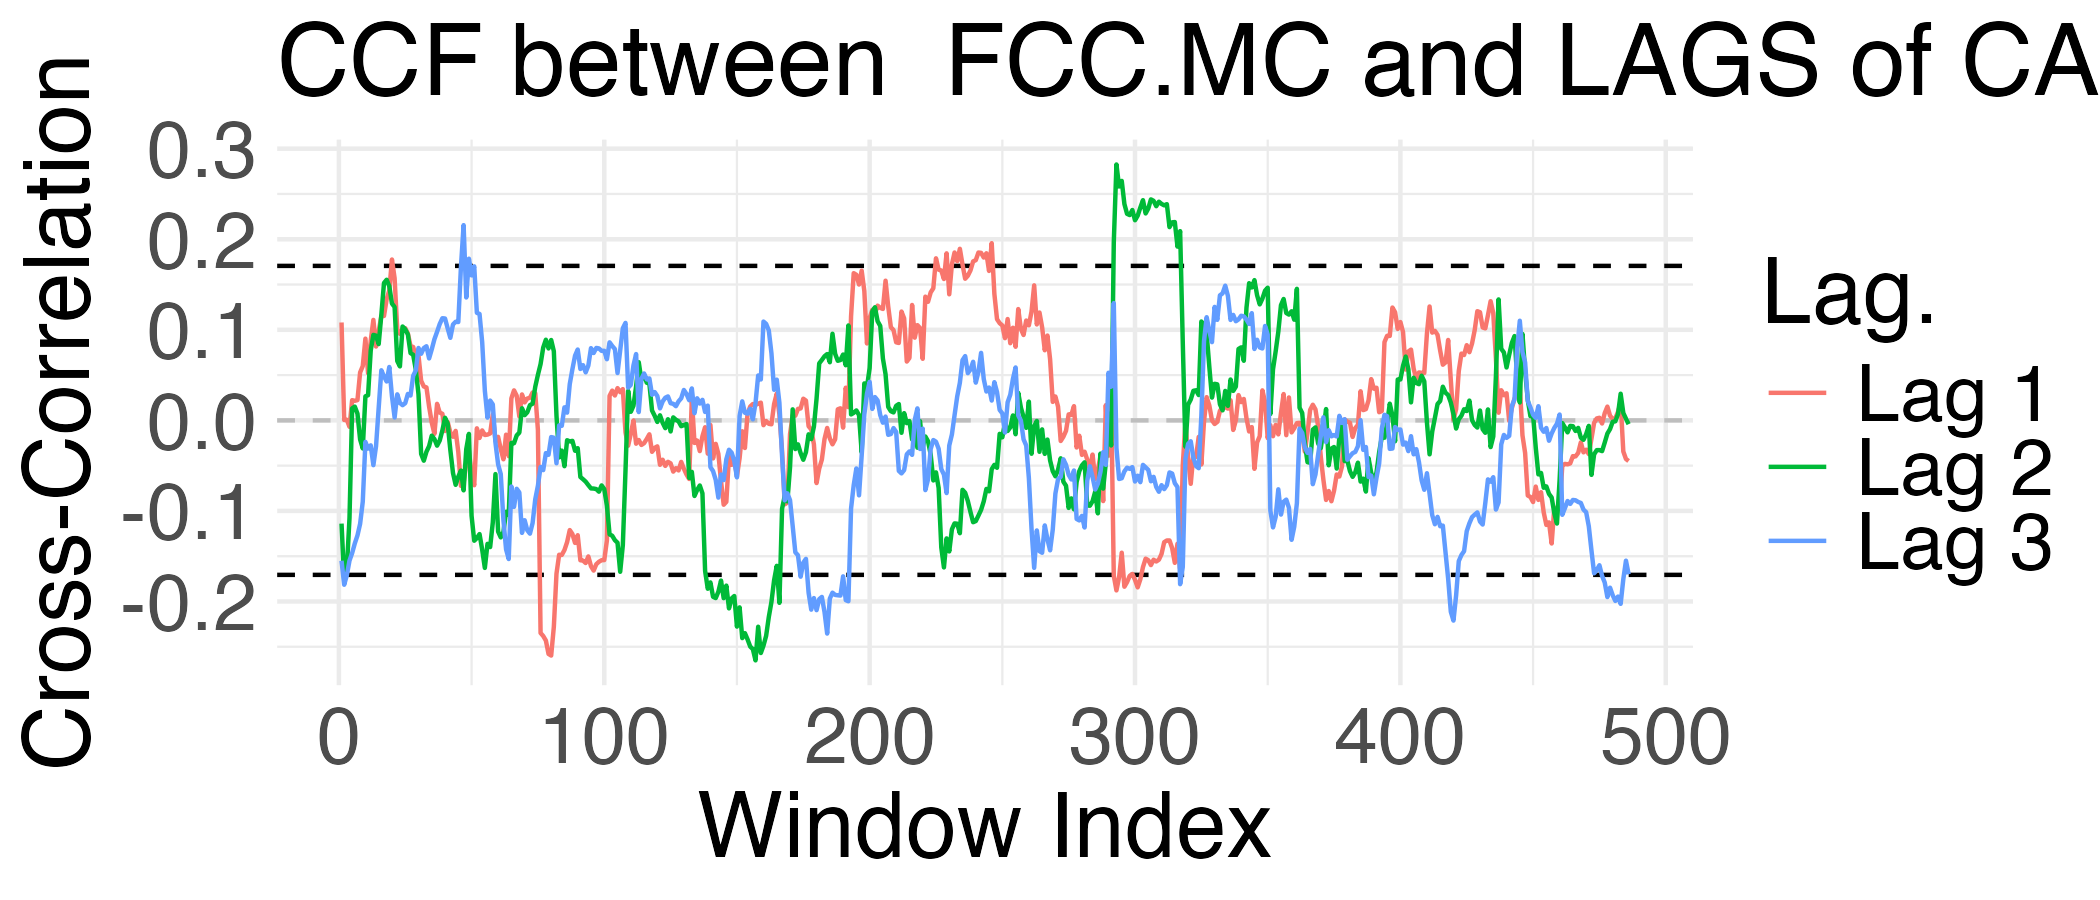 CCF between  FCC.MC and LAGS of CA
Cross-Correlation
0.3
0.2
0.1
0.0
-0.1
-0.2
0
100
200
300
400
500
Window Index
Lag.
Lag 1
Lag 2
Lag 3